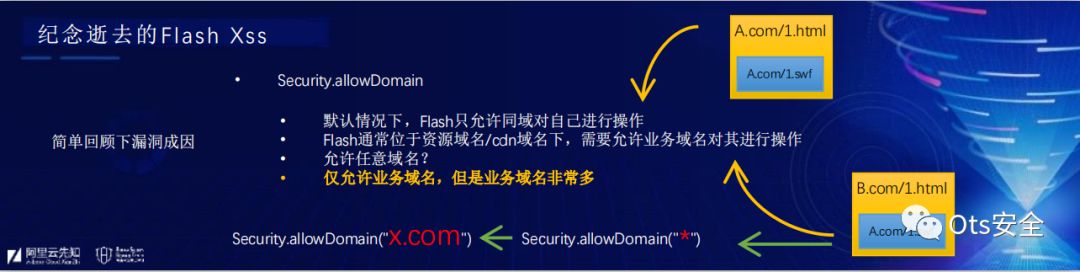 纪念逝去的Flash Xss
A.com/1.html
A.com/1.swf
• Security.allowDomain
简单回顾下漏洞成因
• 默认情况下，Flash只允许同域对自己进行操作
• Flash通常位于资源域名/cdn域名下，需要允许业务域名对其进行操作
• 允许任意域名？
• 仅允许业务域名，但是业务域名非常多
B.com/1.html
A.com/1.
Ots安全
Security.allowDomain("x.com")
Security.allowDomain("*")
阿里云先知